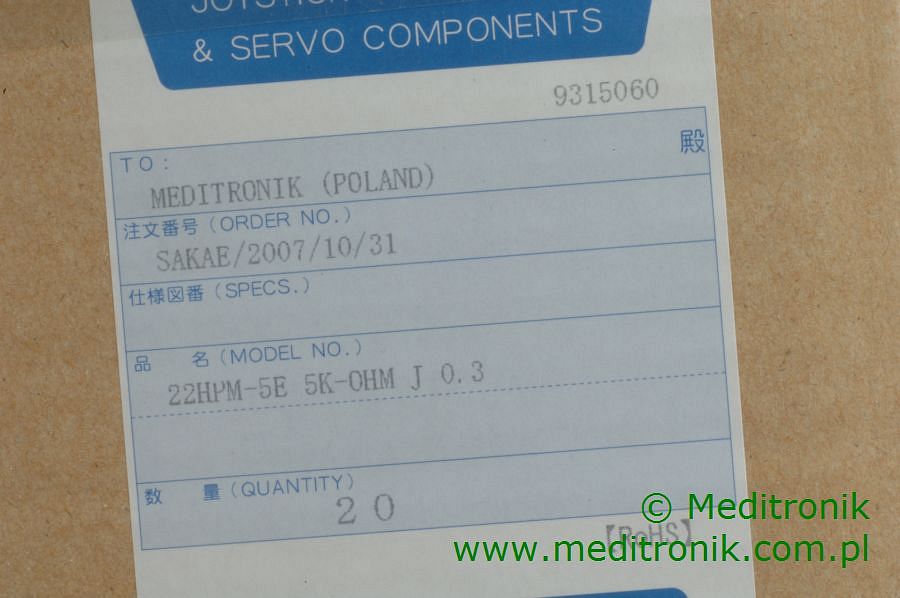 JOYSTICK
& SERVO COMPONENTS
9315060
TO:
殿
MEDITRONIK (POLAND)
注文番号(ORDER NO.)
SAKAE/2007/10/31
仕様図番(SPECS.)
品 名(MODEL NO.)
22HPM-5E 5K-OHM J 0.3
数 量(QUANTITY)
20
© Meditronik
【RoHS】
www.meditronik.com.pl